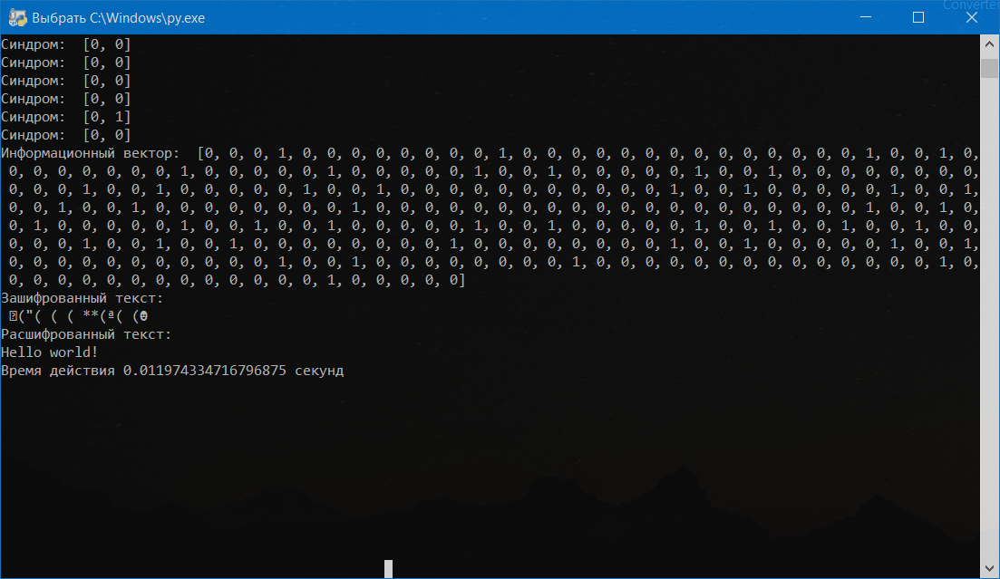 Выбрать C:\Windows\py.exe
Converter
Синдром:  [0, 0]
Синдром:  [0, 0]
Синдром:  [0, 0]
Синдром:  [0, 0]
Синдром:  [0, 1]
Синдром:  [0, 0]
Информационный вектор:  [0, 0, 0, 1, 0, 0, 0, 0, 0, 0, 0, 0, 1, 0, 0, 0, 0, 0, 0, 0, 0, 0, 0, 0, 0, 0, 0, 1, 0, 0, 1, 0,
0, 0, 0, 0, 0, 0, 0, 1, 0, 0, 0, 0, 0, 1, 0, 0, 0, 0, 0, 1, 0, 0, 1, 0, 0, 0, 0, 0, 1, 0, 0, 1, 0, 0, 0, 0, 0, 0, 0, 0,
0, 0, 0, 1, 0, 0, 1, 0, 0, 0, 0, 0, 1, 0, 0, 1, 0, 0, 0, 0, 0, 0, 0, 0, 0, 0, 0, 1, 0, 0, 1, 0, 0, 0, 0, 0, 1, 0, 0, 1,
0, 0, 1, 0, 0, 1, 0, 0, 0, 0, 0, 0, 0, 0, 1, 0, 0, 0, 0, 0, 0, 0, 0, 0, 0, 0, 0, 0, 0, 0, 0, 0, 0, 0, 0, 1, 0, 0, 1, 0,
0, 1, 0, 0, 0, 0, 0, 1, 0, 0, 1, 0, 0, 1, 0, 0, 0, 0, 0, 1, 0, 0, 1, 0, 0, 0, 0, 0, 1, 0, 0, 1, 0, 0, 1, 0, 0, 1, 0, 0,
0, 0, 0, 1, 0, 0, 1, 0, 0, 1, 0, 0, 0, 0, 0, 0, 0, 0, 1, 0, 0, 0, 0, 0, 0, 0, 0, 1, 0, 0, 1, 0, 0, 0, 0, 0, 1, 0, 0, 1,
0, 0, 0, 0, 0, 0, 0, 0, 0, 0, 0, 1, 0, 0, 1, 0, 0, 0, 0, 0, 0, 0, 0, 1, 0, 0, 0, 0, 0, 0, 0, 0, 0, 0, 0, 0, 0, 0, 1, 0,
0, 0, 0, 0, 0, 0, 0, 0, 0, 0, 0, 0, 0, 1, 0, 0, 0, 0, 0]
Зашифрованный текст:
("( ( ( **(ª( (
Расшифрованный текст:
Hello world!
Время действия 0.011974334716796875 секунд